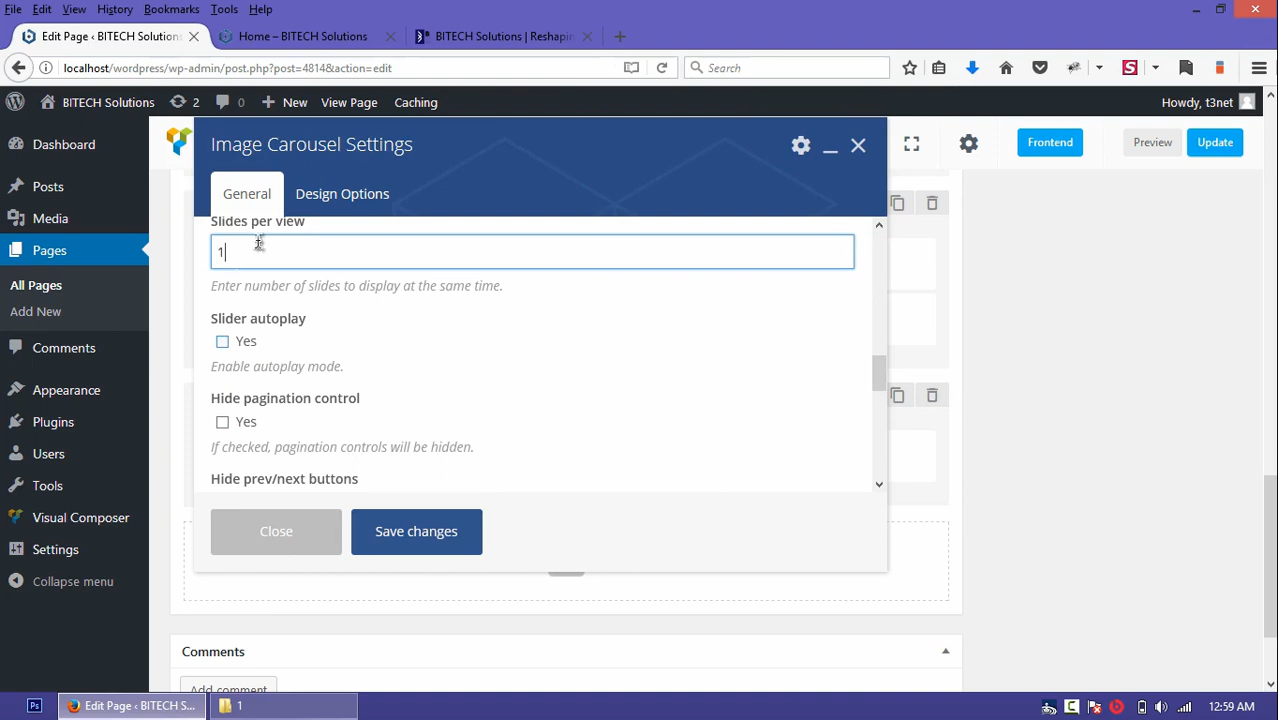 File Edit View History Bookmarks Tools Help
Edit Page ‹ BITECH Solutions
Home – BITECH Solutions
BITECH Solutions | Reshapin
localhost/wordpress/wp-admin/post.php?post=4814&action=edit
Search
BITECH Solutions 2 0 New View Page Caching Howdy, t3net
Dashboard
Posts
Media
Pages
All Pages
Add New
Comments
Appearance
Plugins
Users
Tools
Visual Composer
Settings
Collapse menu
Frontend Preview Update
Image Carousel Settings
General Design Options
Slides per view
1
Enter number of slides to display at the same time.
Slider autoplay
Yes
Enable autoplay mode.
Hide pagination control
Yes
If checked, pagination controls will be hidden.
Hide prev/next buttons
Close Save changes
Comments
Add comment
Ps Edit Page ‹ BITECH S... 1 12:59 AM